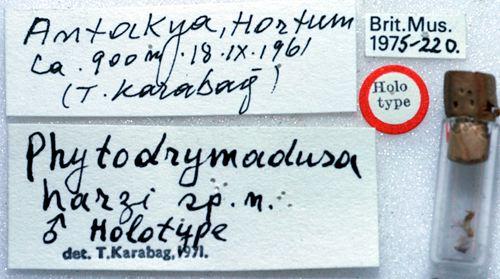 Antakya, Hortum
ca. 900 m. 18.IX.1961
(T. Karabağ)
Brit.Mus.
1975-220.
Holo
type
Phytodrymadusa
harzi sp. n.
♂ Holotype
det. T.Karabag, 1971.